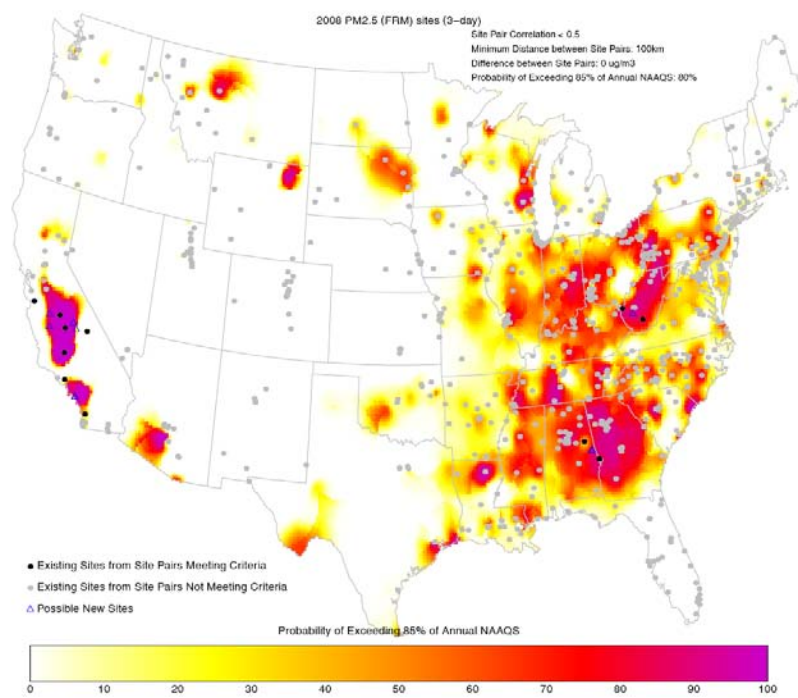 2008 PM2.5 (FRM) sites (3-day)
Site Pair Correlation < 0.5
Minimum Distance between Site Pairs: 100km
Difference between Site Pairs: 0 ug/m3
Probability of Exceeding 85% of Annual NAAQS: 80%
Existing Sites from Site Pairs Meeting Criteria
Existing Sites from Site Pairs Not Meeting Criteria
Possible New Sites
Probability of Exceeding 85% of Annual NAAQS
0 10 20 30 40 50 60 70 80 90 100